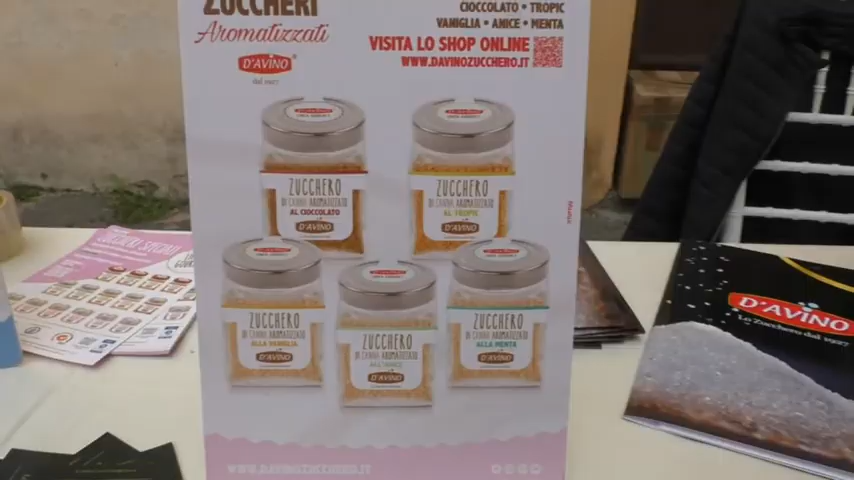 ZUCCHERI
Aromatizzati
D'AVINO
dal 1927
CIOCCOLATO • TROPIC
VANIGLIA • ANICE • MENTA
VISITA LO SHOP ONLINE
WWW.DAVINOZUCCHERO.IT
ZUCCHERO
DI CANNA AROMATIZZATO
AL CIOCCOLATO
D'AVINO
ZUCCHERO
DI CANNA AROMATIZZATO
AL TROPIC
D'AVINO
ZUCCHERO
DI CANNA AROMATIZZATO
ALLA VANIGLIA
D'AVINO
ZUCCHERO
DI CANNA AROMATIZZATO
ALL'ANICE
D'AVINO
ZUCCHERO
DI CANNA AROMATIZZATO
ALLA MENTA
D'AVINO
WWW.DAVINOZUCCHERO.IT
D'AVINO
Lo Zucchero dal 1927